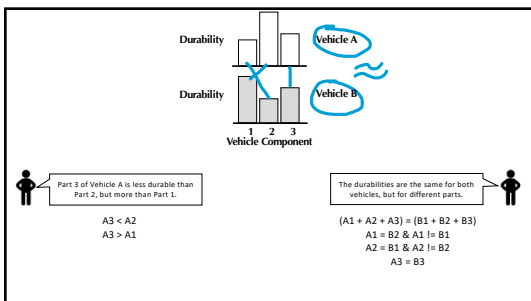 Durability
Vehicle A
Durability
Vehicle B
1 2 3
Vehicle Component
Part 3 of Vehicle A is less durable than
Part 2, but more than Part 1.
A3 < A2
A3 > A1
The durabilities are the same for both
vehicles, but for different parts.
(A1 + A2 + A3) = (B1 + B2 + B3)
A1 = B2 & A1 != B1
A2 = B1 & A2 != B2
A3 = B3